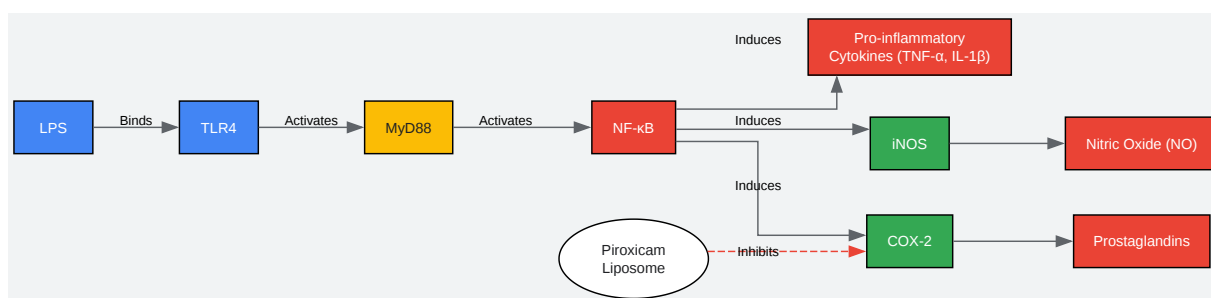 Induces
Pro-inflammatory
Cytokines (TNF-α, IL-1β)
LPS
Binds
TLR4
Activates
MyD88
Activates
NF-κB
Induces
iNOS
Nitric Oxide (NO)
Induces
Piroxicam
Liposome
Inhibits
COX-2
Prostaglandins